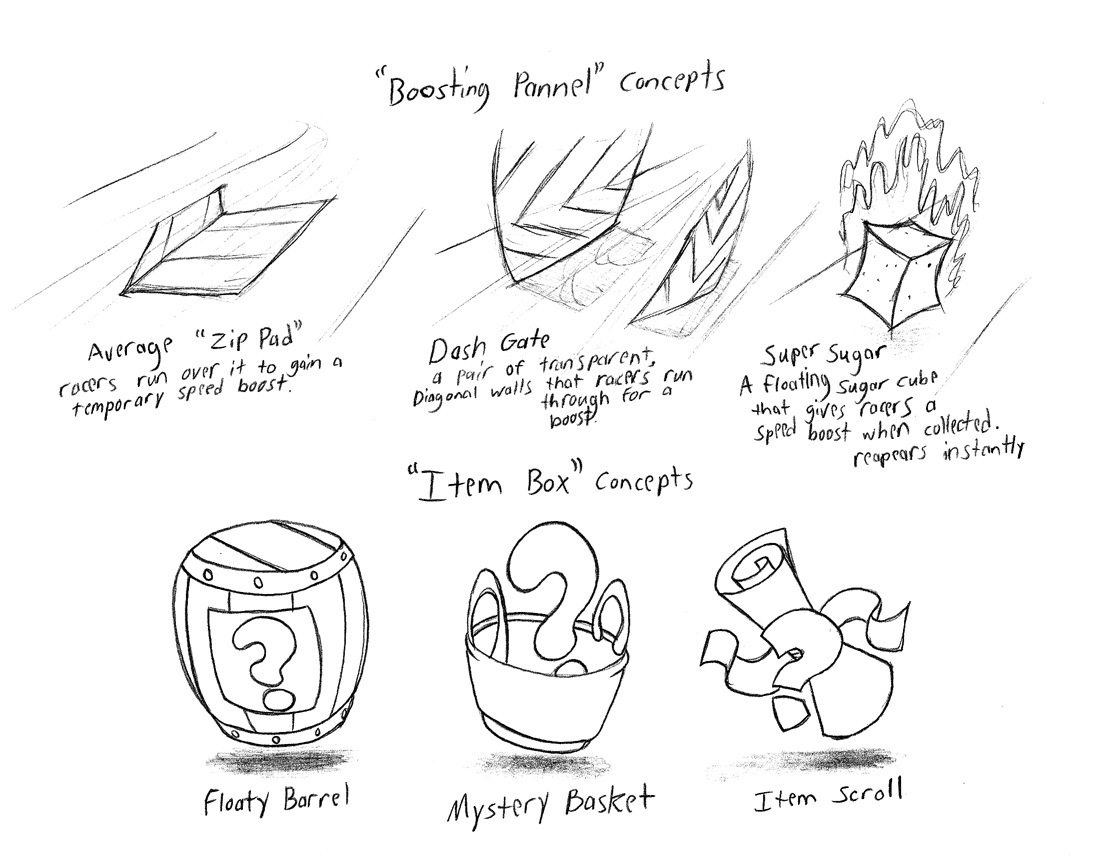 "Boosting Pannel" Concepts
Average "Zip Pad"
racers run over it to gain a
temporary speed boost.
Dash Gate
a pair of transparent,
Diagonal walls that racers run
through for a
boost.
Super Sugar
A floating sugar cube
that gives racers a
speed boost when collected.
reapears instantly
"Item Box" Concepts
?
?
?
Floaty Barrel
Mystery Basket
Item Scroll